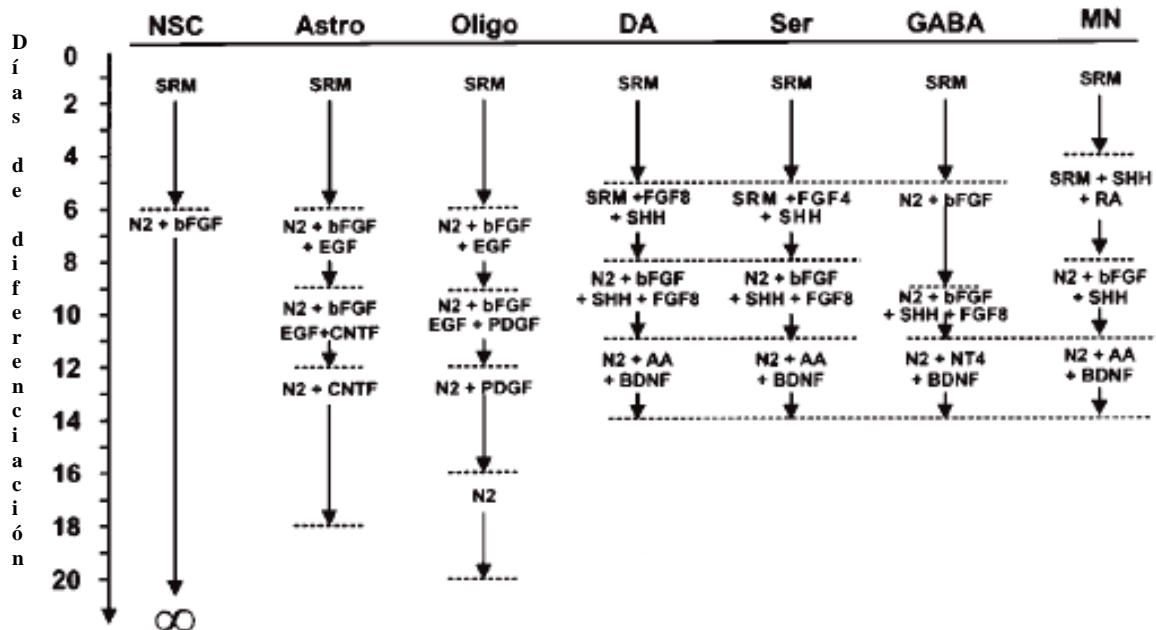 NSC Astro Oligo DA Ser GABA MN
Días de diferenciación
0
2
4
6
8
10
12
14
16
18
20
SRM
N2 + bFGF
∞
SRM
N2 + bFGF
+ EGF
N2 + bFGF
EGF+CNTF
N2 + CNTF
SRM
N2 + bFGF
+ EGF
N2 + bFGF
EGF + PDGF
N2 + PDGF
N2
SRM
SRM +FGF8
+ SHH
N2 + bFGF
+ SHH + FGF8
N2 + AA
+ BDNF
SRM
SRM +FGF4
+ SHH
N2 + bFGF
+ SHH + FGF8
N2 + AA
+ BDNF
SRM
N2 + bFGF
N2 + bFGF
+ SHH + FGF8
N2 + NT4
+ BDNF
SRM
SRM + SHH
+ RA
N2 + bFGF
+ SHH
N2 + AA
+ BDNF